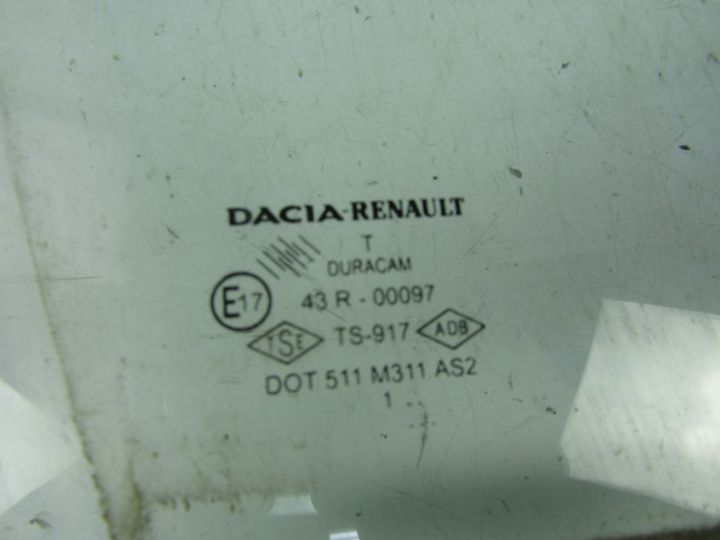 DACIA-RENAULT
T
DURACAM
E17 43 R - 00097
TSE TS-917 ADB
DOT 511 M311 AS2
1